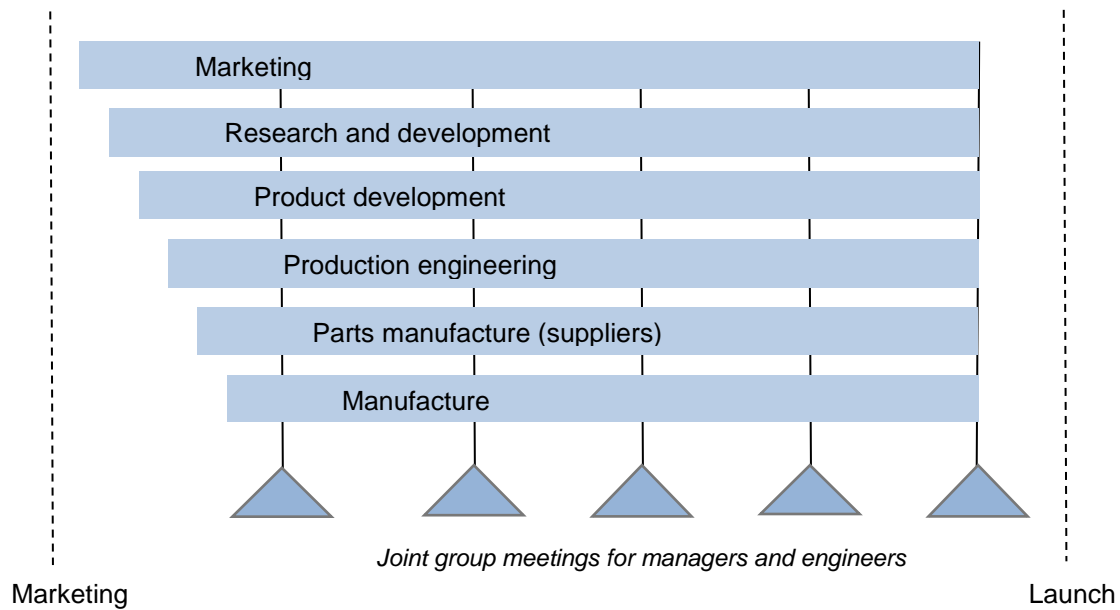 Marketing
Research and development
Product development
Production engineering
Parts manufacture (suppliers)
Manufacture
Joint group meetings for managers and engineers
Marketing
Launch